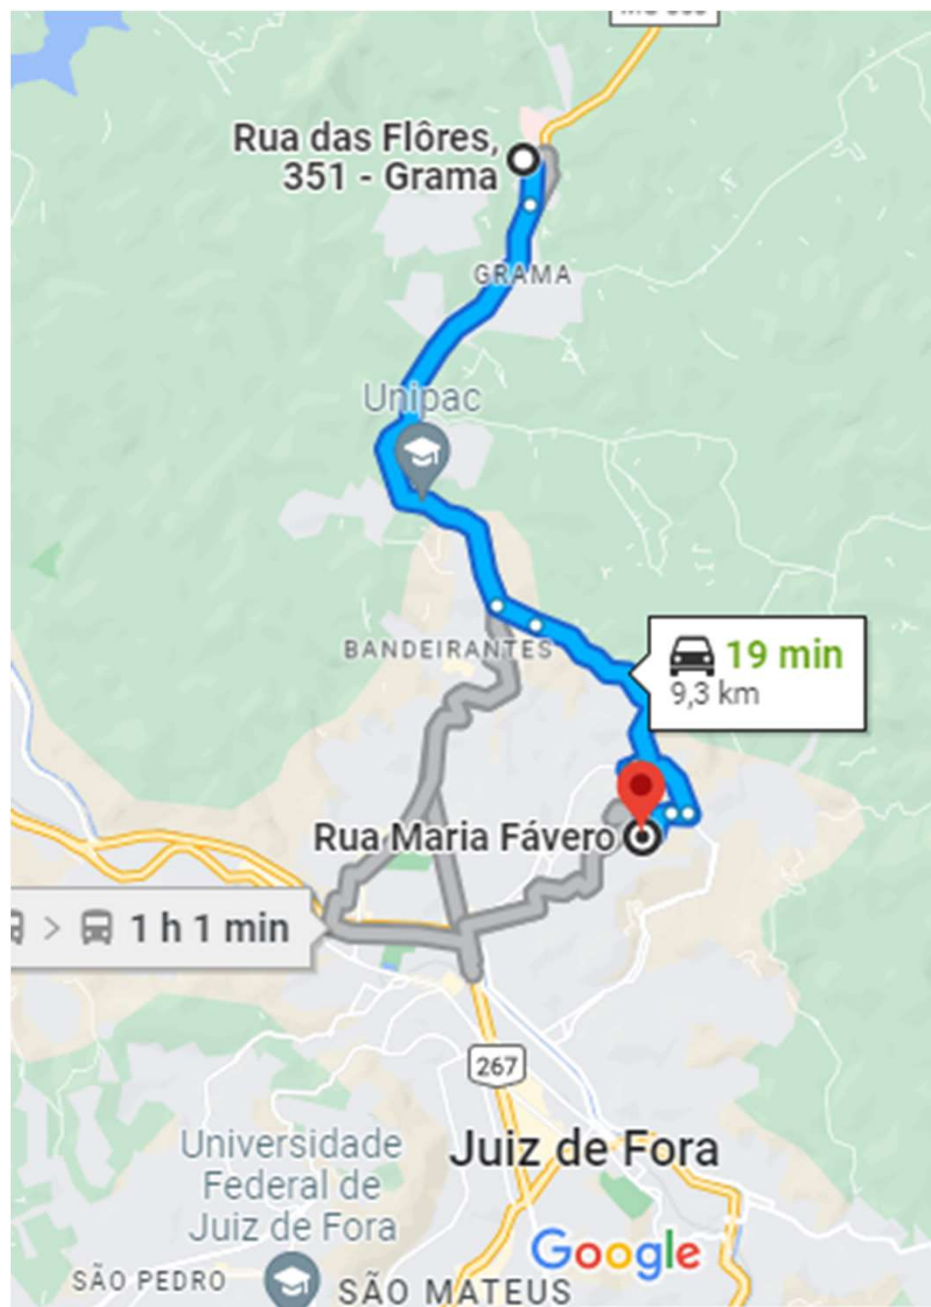 Rua das Flôres,
351 - Grama
GRAMA
Unipac
BANDEIRANTES
19 min
9,3 km
Rua Maria Fávero
> 1 h 1 min
267
Juiz de Fora
Universidade
Federal de
Juiz de Fora
Google
SÃO PEDRO
SÃO MATEUS